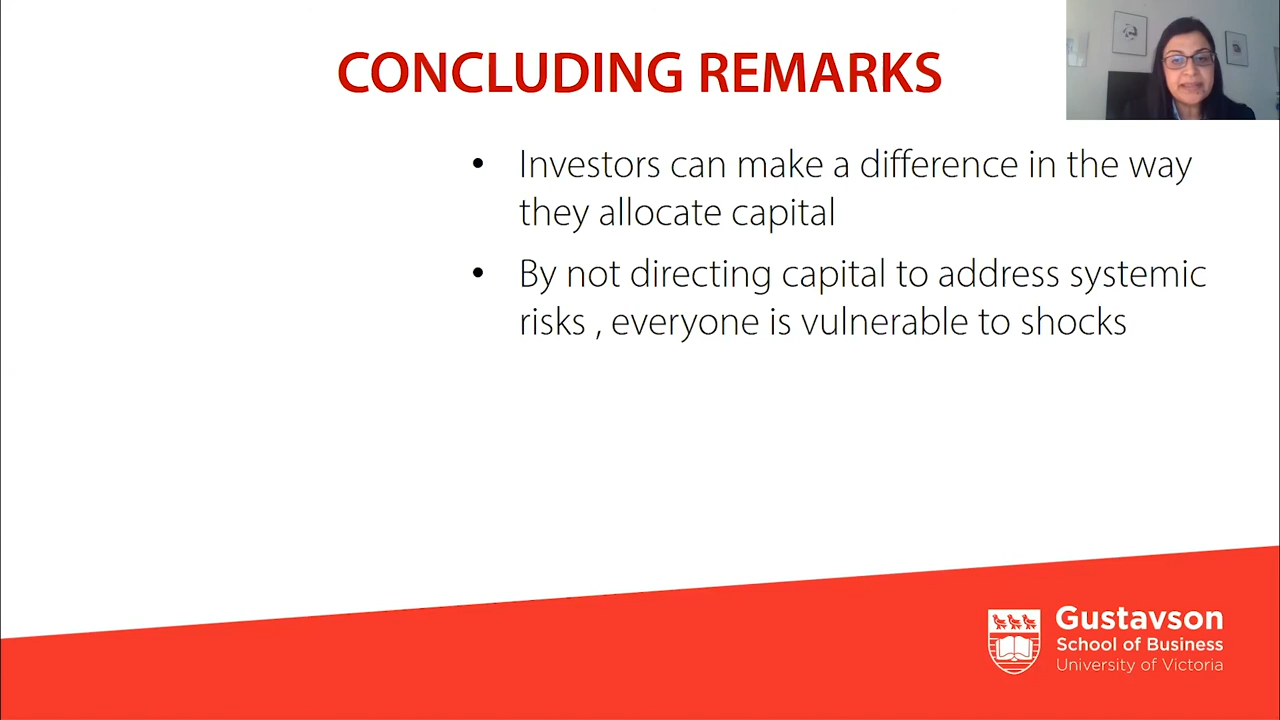 CONCLUDING REMARKS
• Investors can make a difference in the way
they allocate capital
• By not directing capital to address systemic
risks , everyone is vulnerable to shocks
Gustavson
School of Business
University of Victoria